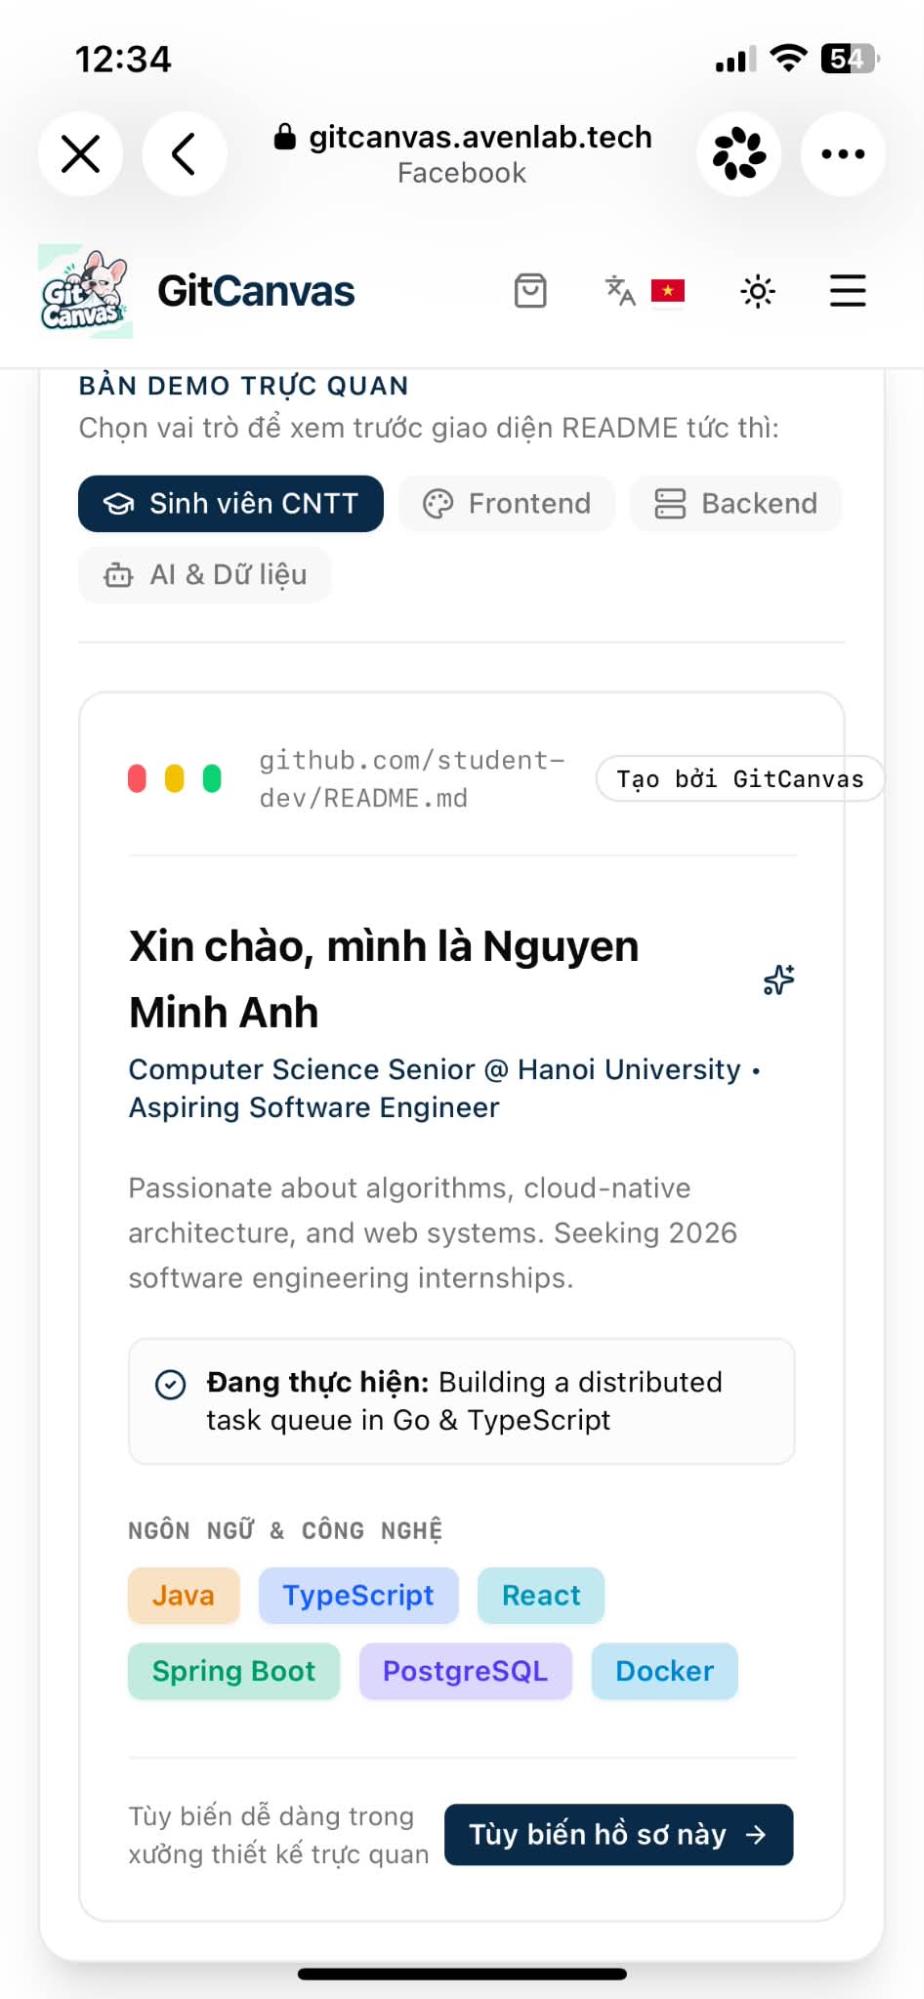 12:34
54
gitcanvas.avenlab.tech
Facebook
Git
Canvas
GitCanvas
BẢN DEMO TRỰC QUAN
Chọn vai trò để xem trước giao diện README tức thì:
Sinh viên CNTT
Frontend
Backend
AI & Dữ liệu
github.com/student-
dev/README.md
Tạo bởi GitCanvas
Xin chào, mình là Nguyen
Minh Anh
Computer Science Senior @ Hanoi University •
Aspiring Software Engineer
Passionate about algorithms, cloud-native
architecture, and web systems. Seeking 2026
software engineering internships.
Đang thực hiện: Building a distributed
task queue in Go & TypeScript
NGÔN NGỮ & CÔNG NGHỆ
Java
TypeScript
React
Spring Boot
PostgreSQL
Docker
Tùy biến dễ dàng trong
xưởng thiết kế trực quan
Tùy biến hồ sơ này →